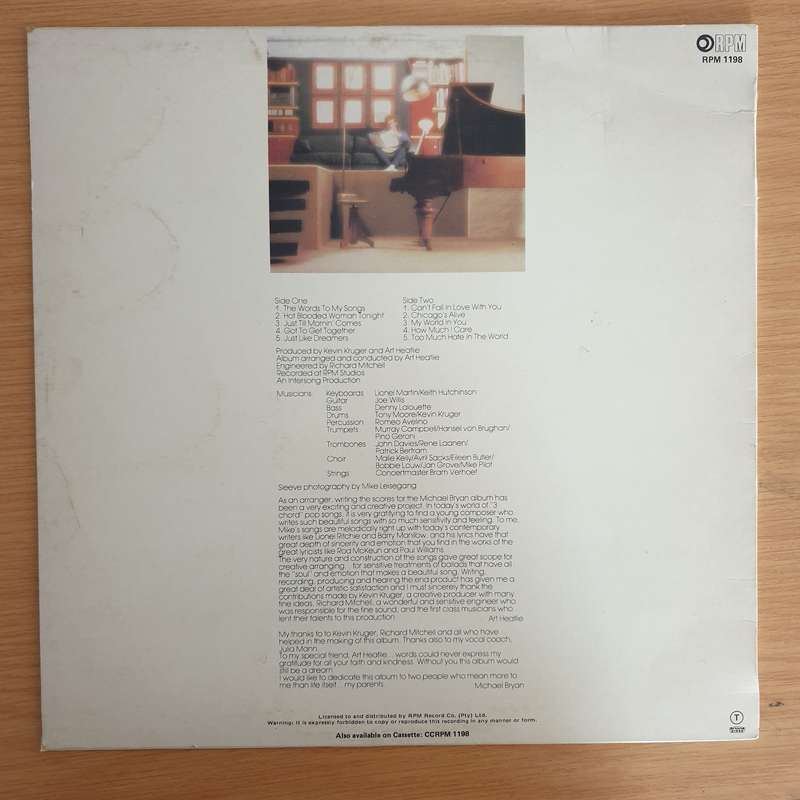 RPM
RPM 1198
Side One
1. The Words To My Songs
2. Hot Blooded Woman Tonight
3. Just Till Mornin' Comes
4. Got To Get Together
5. Just Like Dreamers
Side Two
1. Can't Fall In Love With You
2. Chicago's Alive
3. My World In You
4. How Much I Care
5. Too Much Hate In The World
Produced by Kevin Kruger and Art Heatlie
Album arranged and conducted by Art Heatlie
Engineered by Richard Mitchell
Recorded at RPM Studios
An Intersong Production
Musicians Keyboards Lionel Martin/Keith Hutchinson
Guitar Joe Willis
Bass Denny Lalouette
Drums Tony Moore/Kevin Kruger
Percussion Romeo Avelino
Trumpets Murray Campbell/Hansel von Brughan/
Pino Geroni
Trombones John Davies/Rene Laanen/
Patrick Bertram
Choir Malie Kelly/Avril Sacks/Eileen Butler/
Bobbie Louw/Jan Grove/Mike Pilot
Strings Concertmaster Bram Verhoef
Sleeve photography by Mike Leisegang
As an arranger, writing the scores for the Michael Bryan album has
been a very exciting and creative project. In today's world of "3
chord" pop songs, it is very gratifying to find a young composer who
writes such beautiful songs with so much sensitivity and feeling. To me,
Mike's songs are melodically right up with today's contemporary
writers like Lionel Ritchie and Barry Manilow, and his lyrics have that
great depth of sincerity and emotion that you find in the works of the
great lyricists like Rod McKeun and Paul Williams.
The very nature and construction of the songs gave great scope for
creative arranging... for sensitive treatments of ballads that have all
the "soul" and emotion that makes a beautiful song. Writing,
recording, producing and hearing the end product has given me a
great deal of artistic satisfaction and I must sincerely thank the
contributions made by Kevin Kruger, a creative producer with many
fine ideas, Richard Mitchell, a wonderful and sensitive engineer who
was responsible for the fine sound, and the first class musicians who
lent their talents to this production. Art Heatlie
My thanks to to Kevin Kruger, Richard Mitchell and all who have
helped in the making of this album. Thanks also to my vocal coach,
Julia Mann.
To my special friend, Art Heatlie... words could never express my
gratitude for all your faith and kindness. Without you this album would
still be a dream.
I would like to dedicate this album to two people who mean more to
me than life itself... my parents. Michael Bryan
Licensed to and distributed by RPM Record Co. (Pty) Ltd.
Warning: It is expressly forbidden to copy or reproduce this recording in any manner or form.
Also available on Cassette: CCRPM 1198
T